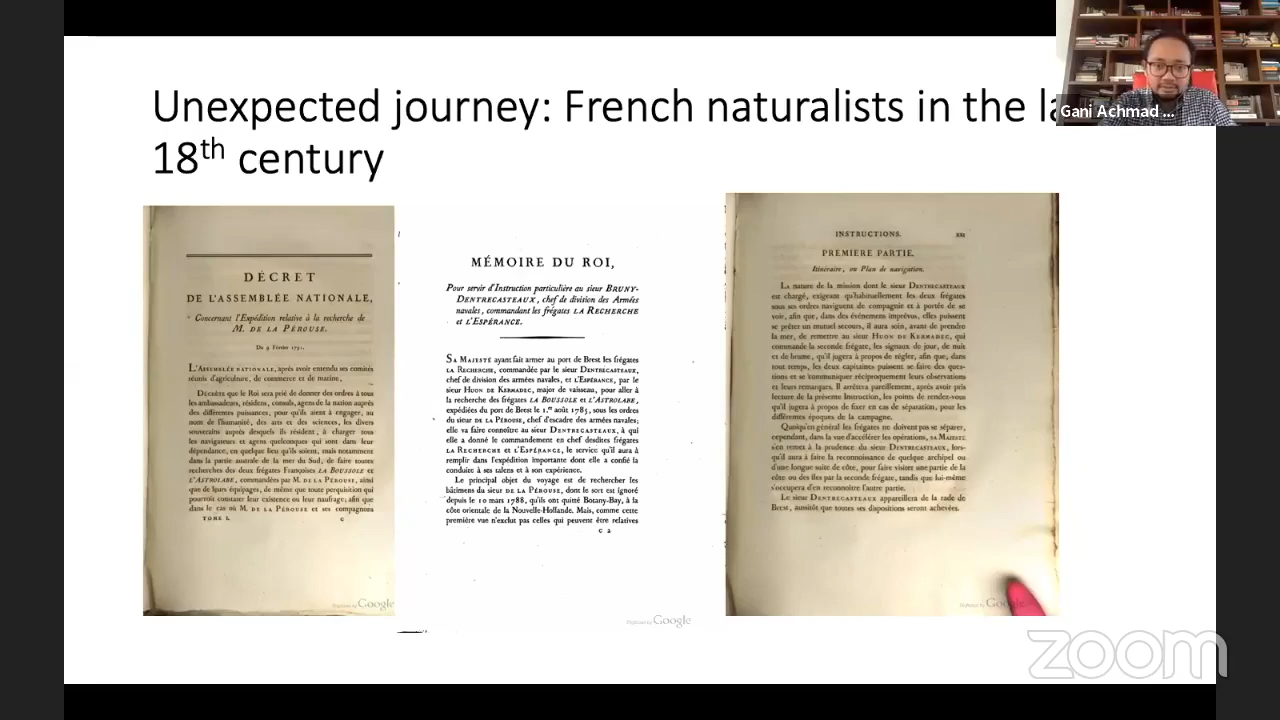 Unexpected journey: French naturalists in the la
18th century
Gani Achmad ...
DÉCRET
DE L'ASSEMBLÉE NATIONALE,
Concernant l'Expédition relative à la recherche de
M. DE LA PÉROUSE.
Du 9 Février 1791.
L'ASSEMBLÉE NATIONALE, après avoir entendu ses comités
réunis d'agriculture, de commerce et de marine,
Décrète que le Roi sera prié de donner des ordres à tous
les ambassadeurs, résidens, consuls, agens de la nation auprès
des différentes puissances, pour qu'ils aient à engager, au
nom de l'humanité, des arts et des sciences, les divers
souverains auprès desquels ils résident, à charger tous
les navigateurs et agens quelconques qui sont dans leur
dépendance, en quelque lieu qu'ils soient, mais notamment
dans la partie australe de la mer du Sud, de faire toutes
recherches des deux frégates Françoises LA BOUSSOLE et
L'ASTROLABE, commandées par M. DE LA PÉROUSE, ainsi
que de leurs équipages, de même que toute perquisition qui
pourroit constater leur existence ou leur naufrage; afin que
dans le cas où M. DE LA PÉROUSE et ses compagnons
TOME I. C
Digitized by Google
MÉMOIRE DU ROI,
Pour servir d'Instruction particulière au sieur BRUNY-
DENTRECASTEAUX, chef de division des Armées
navales, commandant les frégates LA RECHERCHE
et L'ESPÉRANCE.
SA MAJESTÉ ayant fait armer au port de Brest les frégates
LA RECHERCHE, commandée par le sieur DENTRECASTEAUX,
chef de division des armées navales, et L'ESPÉRANCE, par le
sieur HUON DE KERMADEC, major de vaisseau, pour aller à
la recherche des frégates LA BOUSSOLE et L'ASTROLABE,
expédiées du port de Brest le 1.er août 1785, sous les ordres
du sieur DE LA PÉROUSE, chef d'escadre des armées navales;
elle va faire connoître au sieur DENTRECASTEAUX, à qui
elle a donné le commandement en chef desdites frégates
LA RECHERCHE et L'ESPÉRANCE, le service qu'il aura à
remplir dans l'expédition importante dont elle a confié la
conduite à ses talens et à son expérience.
Le principal objet du voyage est de rechercher les
bâtimens du sieur DE LA PÉROUSE, dont le sort est ignoré
depuis le 10 mars 1788, qu'ils ont quitté Botany-Bay, à la
côte orientale de la Nouvelle-Hollande. Mais, comme cette
première vue n'exclut pas celles qui peuvent être relatives
C 2
Digitized by Google
INSTRUCTIONS.
PREMIÈRE PARTIE.
Itinéraire, ou Plan de navigation.
LA nature de la mission dont le sieur DENTRECASTEAUX
est chargé, exigeant qu'habituellement les deux frégates
sous ses ordres naviguent de compagnie et à portée de se
voir, afin que, dans des événemens imprévus, elles puissent
se prêter un mutuel secours, il aura soin, avant de prendre
la mer, de remettre au sieur HUON DE KERMADEC, qui
commande la seconde frégate, les signaux de jour, de nuit
et de brume, qu'il jugera à propos de régler, afin que, dans
tout temps, les deux capitaines puissent se faire des ques-
tions et se communiquer réciproquement leurs observations
et leurs remarques. Il arrêtera pareillement, après avoir pris
lecture de la présente Instruction, les points de rendez-vous
qu'il jugera à propos de fixer en cas de séparation, pour les
différentes époques de la campagne.
Quoiqu'en général les frégates ne doivent pas se séparer,
cependant, dans la vue d'accélérer les opérations, SA MAJESTÉ
s'en remet à la prudence du sieur DENTRECASTEAUX, lors-
qu'il aura à faire la reconnoissance de quelque archipel ou
d'une longue suite de côte, pour faire visiter une partie de la
côte ou des îles par la seconde frégate, tandis que lui-même
s'occupera d'en reconnoître l'autre partie.
Le sieur DENTRECASTEAUX appareillera de la rade de
Brest, aussitôt que toutes ses dispositions seront achevées.
Digitized by Google
zoom